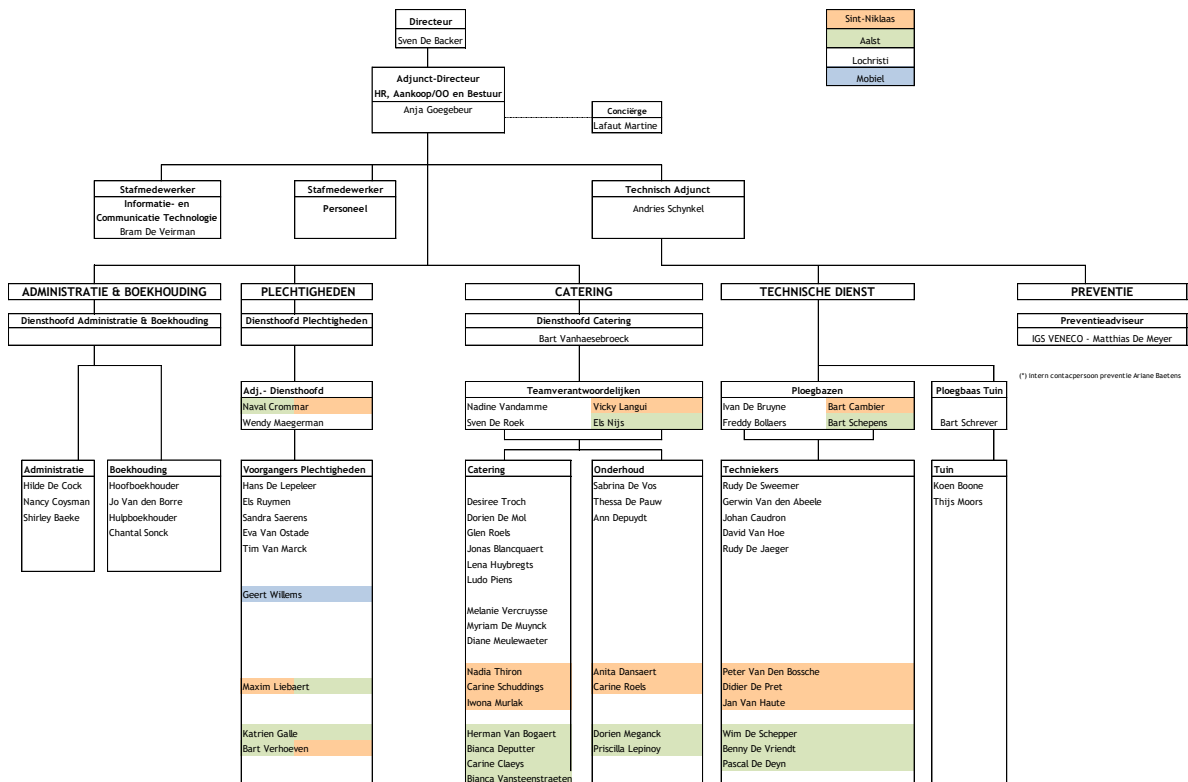 Directeur
Sven De Backer
Sint-Niklaas
Aalst
Lochristi
Mobiel
Adjunct-Directeur
HR, Aankoop/OO en Bestuur
Anja Goegebeur
Conciërge
Lafaut Martine
Stafmedewerker
Informatie- en
Communicatie Technologie
Bram De Veirman
Stafmedewerker
Personeel
Technisch Adjunct
Andries Schynkel
ADMINISTRATIE & BOEKHOUDING
PLECHTIGHEDEN
CATERING
TECHNISCHE DIENST
PREVENTIE
Diensthoofd Administratie & Boekhouding
Diensthoofd Plechtigheden
Diensthoofd Catering
Bart Vanhaesebroeck
Preventieadviseur
IGS VENECO - Matthias De Meyer
(*) Intern contacpersoon preventie Ariane Baetens
Adj.- Diensthoofd
Naval Crommar
Wendy Maegerman
Teamverantwoordelijken
Nadine Vandamme Vicky Langui
Sven De Roek Els Nijs
Ploegbazen
Ivan De Bruyne Bart Cambier
Freddy Bollaers Bart Schepens
Ploegbaas Tuin
Bart Schrever
Administratie
Hilde De Cock
Nancy Coysman
Shirley Baeke
Boekhouding
Hoofboekhouder
Jo Van den Borre
Hulpboekhouder
Chantal Sonck
Voorgangers Plechtigheden
Hans De Lepeleer
Els Ruymen
Sandra Saerens
Eva Van Ostade
Tim Van Marck
Geert Willems
Maxim Liebaert
Katrien Galle
Bart Verhoeven
Catering
Desiree Troch
Dorien De Mol
Glen Roels
Jonas Blancquaert
Lena Huybregts
Ludo Piens
Melanie Vercruysse
Myriam De Muynck
Diane Meulewaeter
Nadia Thiron
Carine Schuddings
Iwona Murlak
Herman Van Bogaert
Bianca Deputter
Carine Claeys
Bianca Vansteenstraeten
Onderhoud
Sabrina De Vos
Thessa De Pauw
Ann Depuydt
Anita Dansaert
Carine Roels
Dorien Meganck
Priscilla Lepinoy
Techniekers
Rudy De Sweemer
Gerwin Van den Abeele
Johan Caudron
David Van Hoe
Rudy De Jaeger
Peter Van Den Bossche
Didier De Pret
Jan Van Haute
Wim De Schepper
Benny De Vriendt
Pascal De Deyn
Tuin
Koen Boone
Thijs Moors